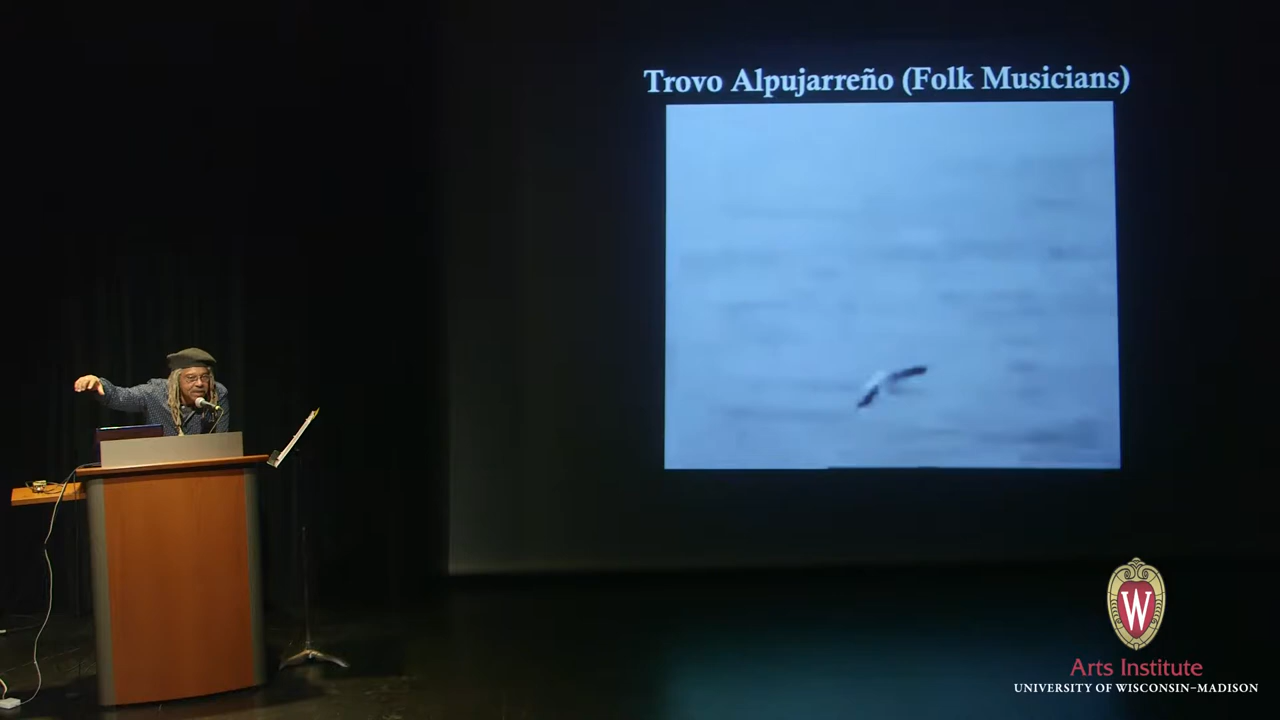 Trovo Alpujarreño (Folk Musicians)
W
Arts Institute
UNIVERSITY OF WISCONSIN–MADISON